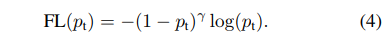 FL(pₜ) = −(1 − pₜ)^γ log(pₜ). (4)